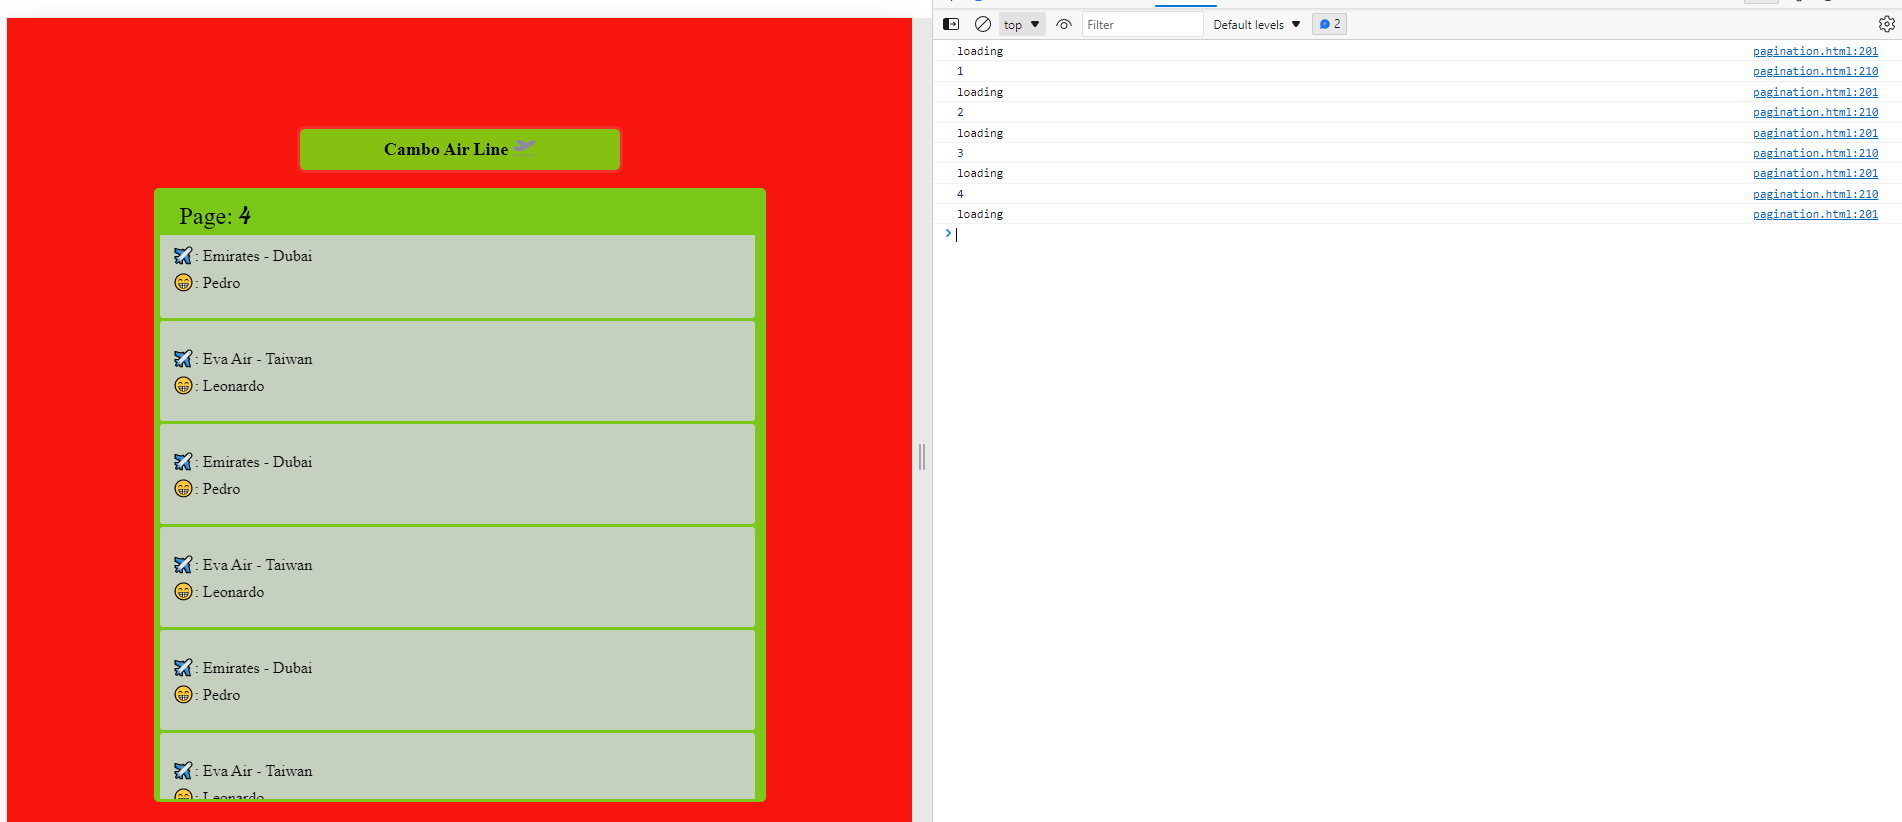 Cambo Air Line
Page: 4
: Emirates - Dubai
: Pedro
: Eva Air - Taiwan
: Leonardo
: Emirates - Dubai
: Pedro
: Eva Air - Taiwan
: Leonardo
: Emirates - Dubai
: Pedro
: Eva Air - Taiwan
: Leonardo
top Filter Default levels 2
loading pagination.html:201
1 pagination.html:210
loading pagination.html:201
2 pagination.html:210
loading pagination.html:201
3 pagination.html:210
loading pagination.html:201
4 pagination.html:210
loading pagination.html:201